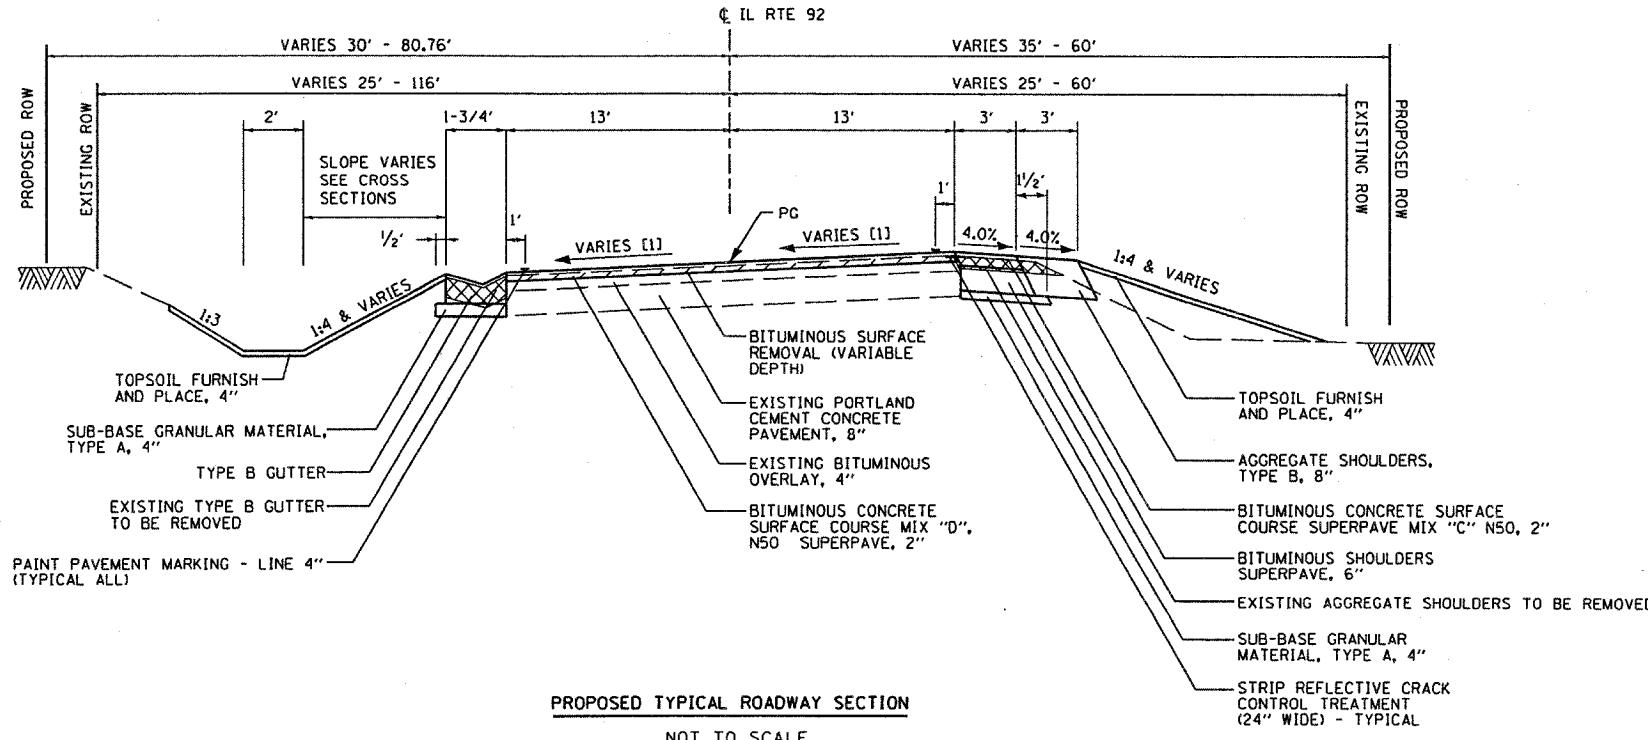 ℄ IL RTE 92
VARIES 30' - 80.76'
VARIES 35' - 60'
VARIES 25' - 116'
VARIES 25' - 60'
PROPOSED ROW
EXISTING ROW
2'
1-3/4'
13'
13'
3'
3'
EXISTING ROW
PROPOSED ROW
SLOPE VARIES
SEE CROSS
SECTIONS
1/2'
1'
PG
1'
1 1/2'
VARIES [1]
VARIES [1]
4.0%
4.0%
1:3
1:4 & VARIES
1:4 & VARIES
TOPSOIL FURNISH
AND PLACE, 4"
SUB-BASE GRANULAR MATERIAL,
TYPE A, 4"
TYPE B GUTTER
EXISTING TYPE B GUTTER
TO BE REMOVED
PAINT PAVEMENT MARKING - LINE 4"
(TYPICAL ALL)
BITUMINOUS SURFACE
REMOVAL (VARIABLE
DEPTH)
EXISTING PORTLAND
CEMENT CONCRETE
PAVEMENT, 8"
EXISTING BITUMINOUS
OVERLAY, 4"
BITUMINOUS CONCRETE
SURFACE COURSE MIX "D",
N50 SUPERPAVE, 2"
TOPSOIL FURNISH
AND PLACE, 4"
AGGREGATE SHOULDERS,
TYPE B, 8"
BITUMINOUS CONCRETE SURFACE
COURSE SUPERPAVE MIX "C" N50, 2"
BITUMINOUS SHOULDERS
SUPERPAVE, 6"
EXISTING AGGREGATE SHOULDERS TO BE REMOVED
SUB-BASE GRANULAR
MATERIAL, TYPE A, 4"
STRIP REFLECTIVE CRACK
CONTROL TREATMENT
(24" WIDE) - TYPICAL
PROPOSED TYPICAL ROADWAY SECTION
NOT TO SCALE